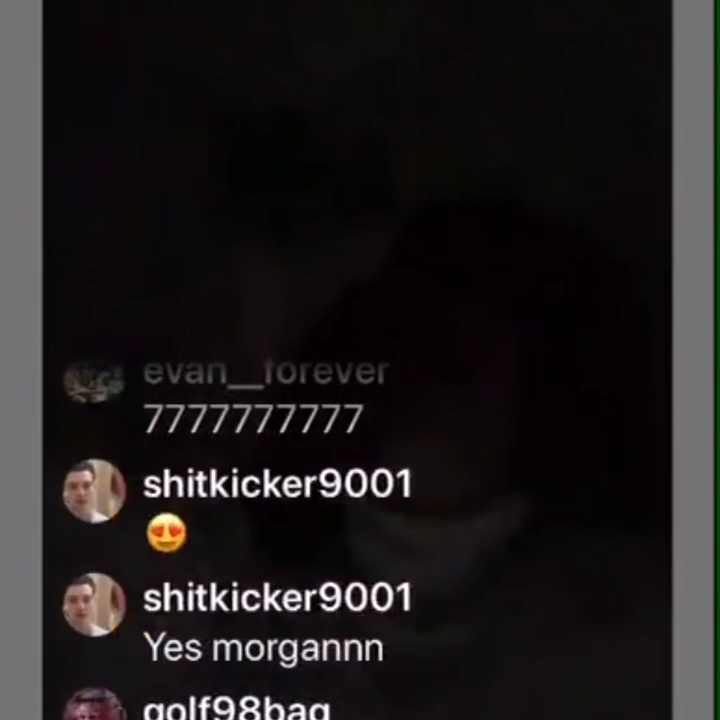 evan__forever
7777777777
shitkicker9001
😍
shitkicker9001
Yes morgannn
golf98bag